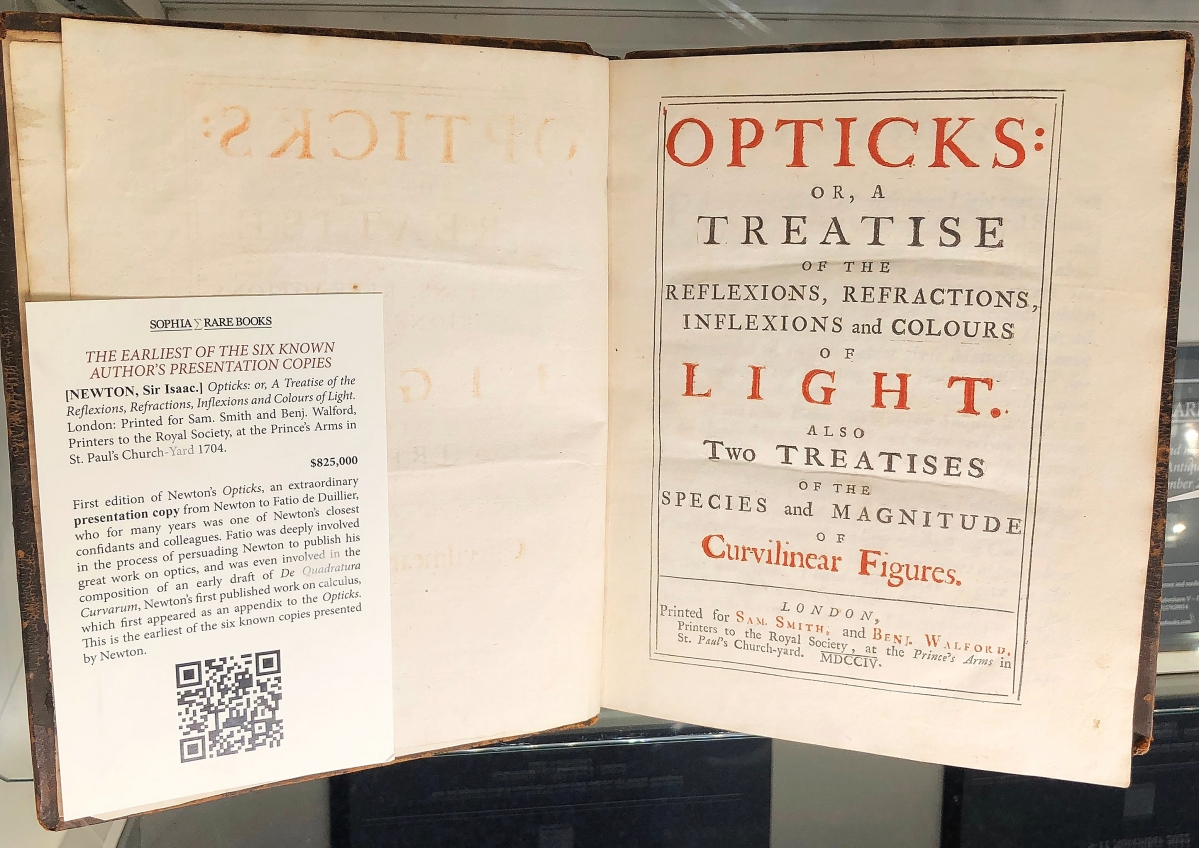 SOPHIA Σ RARE BOOKS
THE EARLIEST OF THE SIX KNOWN
AUTHOR'S PRESENTATION COPIES
[NEWTON, Sir Isaac.] Opticks: or, A Treatise of the
Reflexions, Refractions, Inflexions and Colours of Light.
London: Printed for Sam. Smith and Benj. Walford,
Printers to the Royal Society, at the Prince's Arms in
St. Paul's Church-Yard 1704.
$825,000
First edition of Newton's Opticks, an extraordinary
presentation copy from Newton to Fatio de Duillier,
who for many years was one of Newton's closest
confidants and colleagues. Fatio was deeply involved
in the process of persuading Newton to publish his
great work on optics, and was even involved in the
composition of an early draft of De Quadratura
Curvarum, Newton's first published work on calculus,
which first appeared as an appendix to the Opticks.
This is the earliest of the six known copies presented
by Newton.
OPTICKS:
OR, A
TREATISE
OF THE
REFLEXIONS, REFRACTIONS,
INFLEXIONS and COLOURS
OF
LIGHT.
ALSO
Two TREATISES
OF THE
SPECIES and MAGNITUDE
OF
Curvilinear Figures.
LONDON,
Printed for SAM. SMITH, and BENJ. WALFORD,
Printers to the Royal Society, at the Prince's Arms in
St. Paul's Church-yard. MDCCIV.